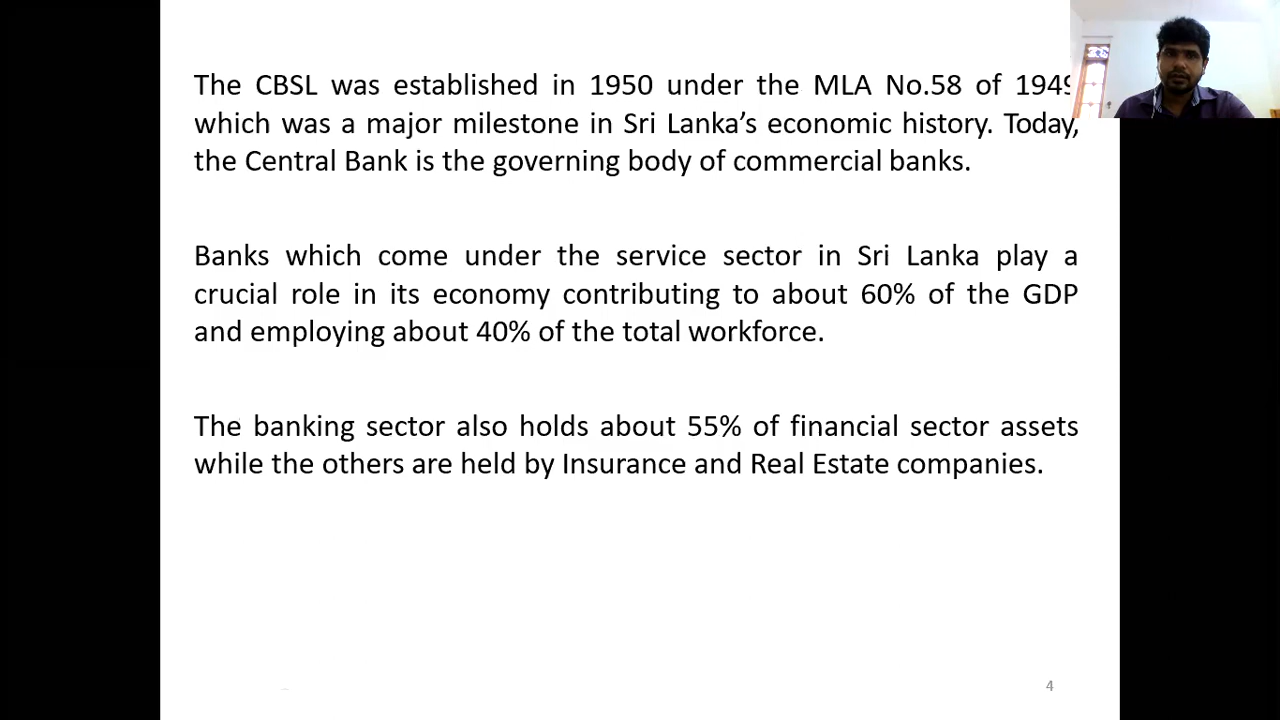 The CBSL was established in 1950 under the MLA No.58 of 1949
which was a major milestone in Sri Lanka’s economic history. Today,
the Central Bank is the governing body of commercial banks.
Banks which come under the service sector in Sri Lanka play a
crucial role in its economy contributing to about 60% of the GDP
and employing about 40% of the total workforce.
The banking sector also holds about 55% of financial sector assets
while the others are held by Insurance and Real Estate companies.
4